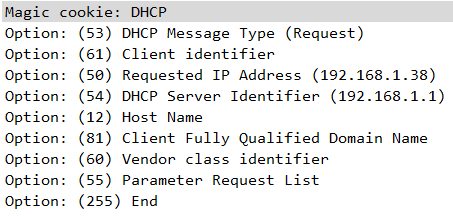 Magic cookie: DHCP
Option: (53) DHCP Message Type (Request)
Option: (61) Client identifier
Option: (50) Requested IP Address (192.168.1.38)
Option: (54) DHCP Server Identifier (192.168.1.1)
Option: (12) Host Name
Option: (81) Client Fully Qualified Domain Name
Option: (60) Vendor class identifier
Option: (55) Parameter Request List
Option: (255) End